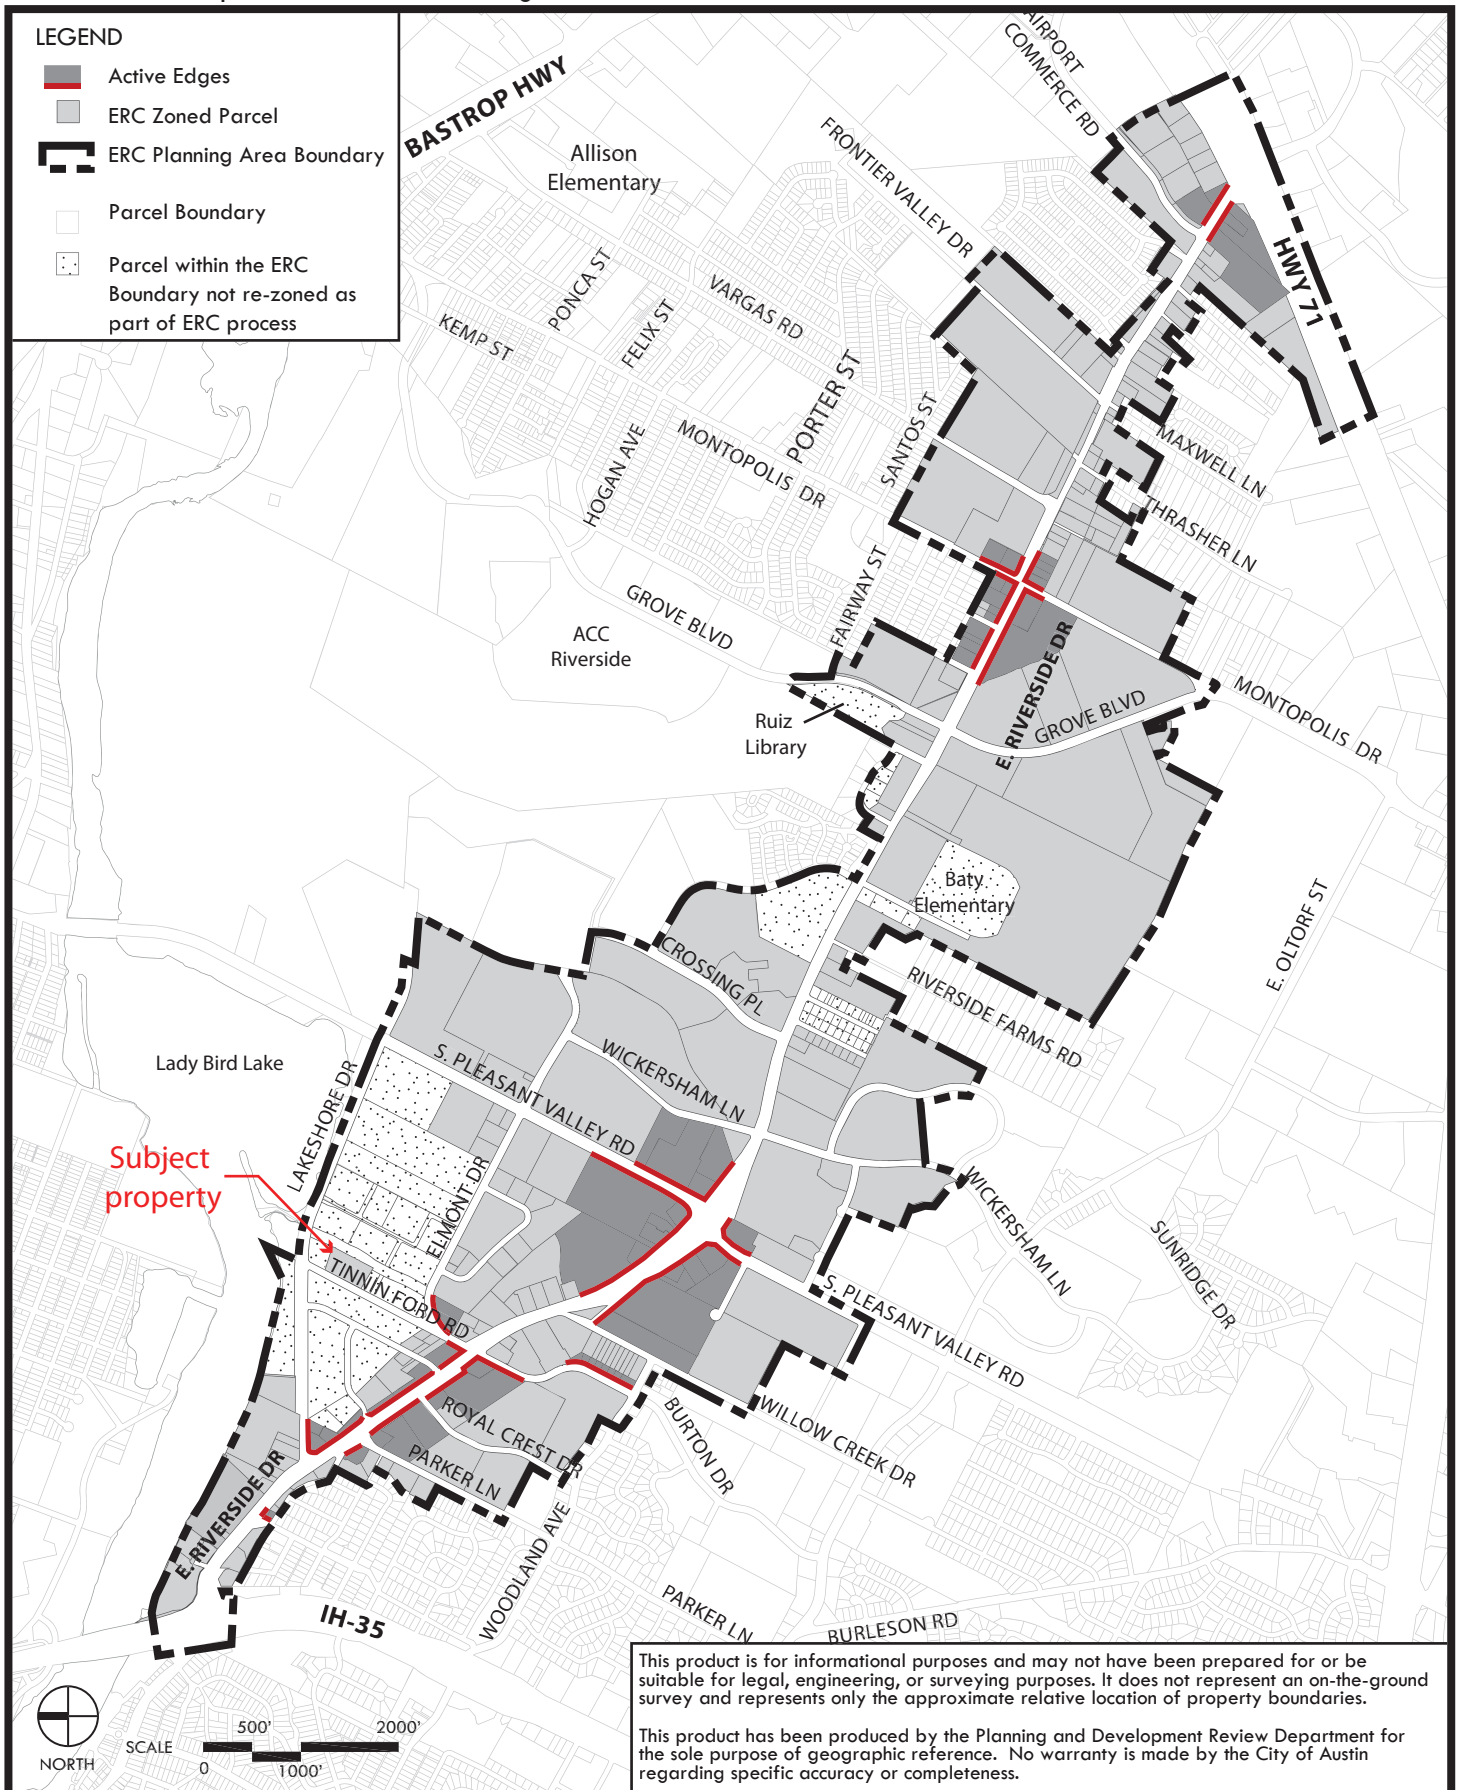 LEGEND
Active Edges
ERC Zoned Parcel
ERC Planning Area Boundary
Parcel Boundary
Parcel within the ERC
Boundary not re-zoned as
part of ERC process
BASTROP HWY
Allison
Elementary
AIRPORT
COMMERCE RD
FRONTIER VALLEY DR
HWY 71
PONCA ST
VARGAS RD
FELIX ST
KEMP ST
PORTER ST
SANTOS ST
HOGAN AVE
MONTOPOLIS DR
MAXWELL LN
THRASHER LN
FAIRWAY ST
GROVE BLVD
ACC
Riverside
E. RIVERSIDE DR
GROVE BLVD
MONTOPOLIS DR
Ruiz
Library
Baty
Elementary
E. OLTORF ST
CROSSING PL
RIVERSIDE FARMS RD
Lady Bird Lake
LAKESHORE DR
S. PLEASANT VALLEY RD
WICKERSHAM LN
Subject
property
ELMONT DR
TINNIN FORD RD
WICKERSHAM LN
SUNRIDGE DR
S. PLEASANT VALLEY RD
ROYAL CREST DR
PARKER LN
BURTON DR
WILLOW CREEK DR
E. RIVERSIDE DR
WOODLAND AVE
IH-35
PARKER LN
BURLESON RD
NORTH
SCALE
500'
2000'
0
1000'
This product is for informational purposes and may not have been prepared for or be
suitable for legal, engineering, or surveying purposes. It does not represent an on-the-ground
survey and represents only the approximate relative location of property boundaries.
This product has been produced by the Planning and Development Review Department for
the sole purpose of geographic reference. No warranty is made by the City of Austin
regarding specific accuracy or completeness.